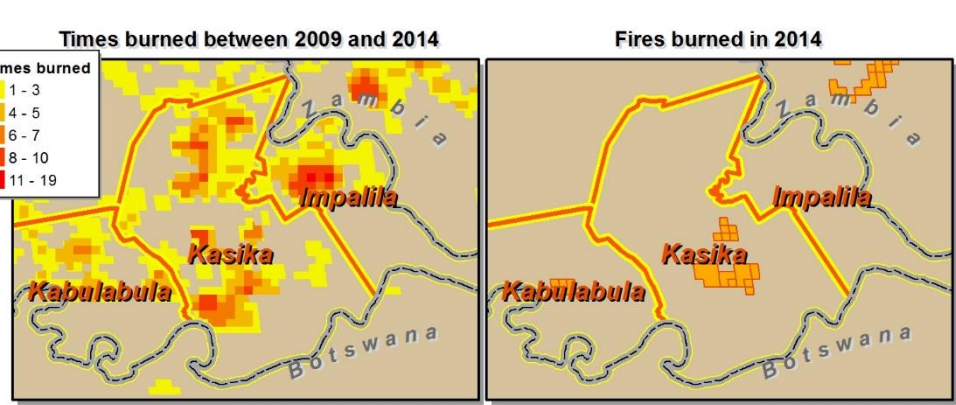 Times burned between 2009 and 2014
mes burned
1 - 3
4 - 5
6 - 7
8 - 10
11 - 19
Zambia
Impalila
Kasika
Kabulabula
Botswana
Fires burned in 2014
Zambia
Impalila
Kasika
Kabulabula
Botswana